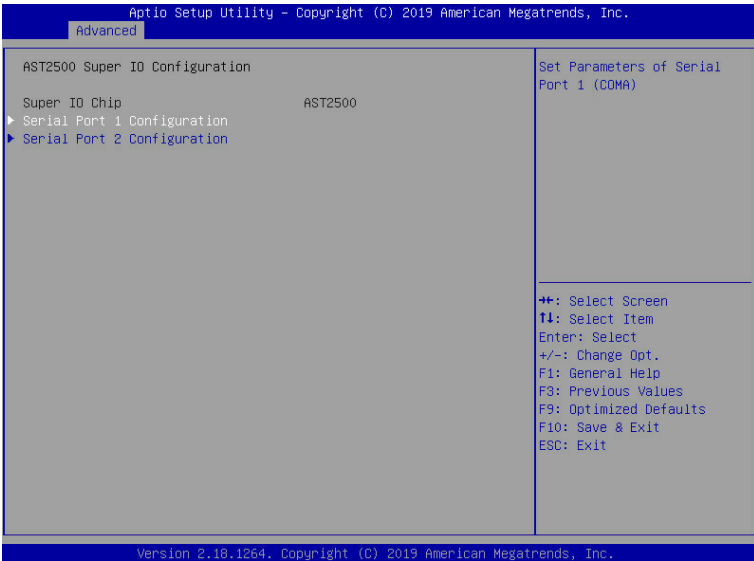 Aptio Setup Utility – Copyright (C) 2019 American Megatrends, Inc.
Advanced
AST2500 Super IO Configuration
Super IO Chip AST2500
Serial Port 1 Configuration
Serial Port 2 Configuration
Set Parameters of Serial
Port 1 (COMA)
→←: Select Screen
↑↓: Select Item
Enter: Select
+/-: Change Opt.
F1: General Help
F3: Previous Values
F9: Optimized Defaults
F10: Save & Exit
ESC: Exit
Version 2.18.1264. Copyright (C) 2019 American Megatrends, Inc.